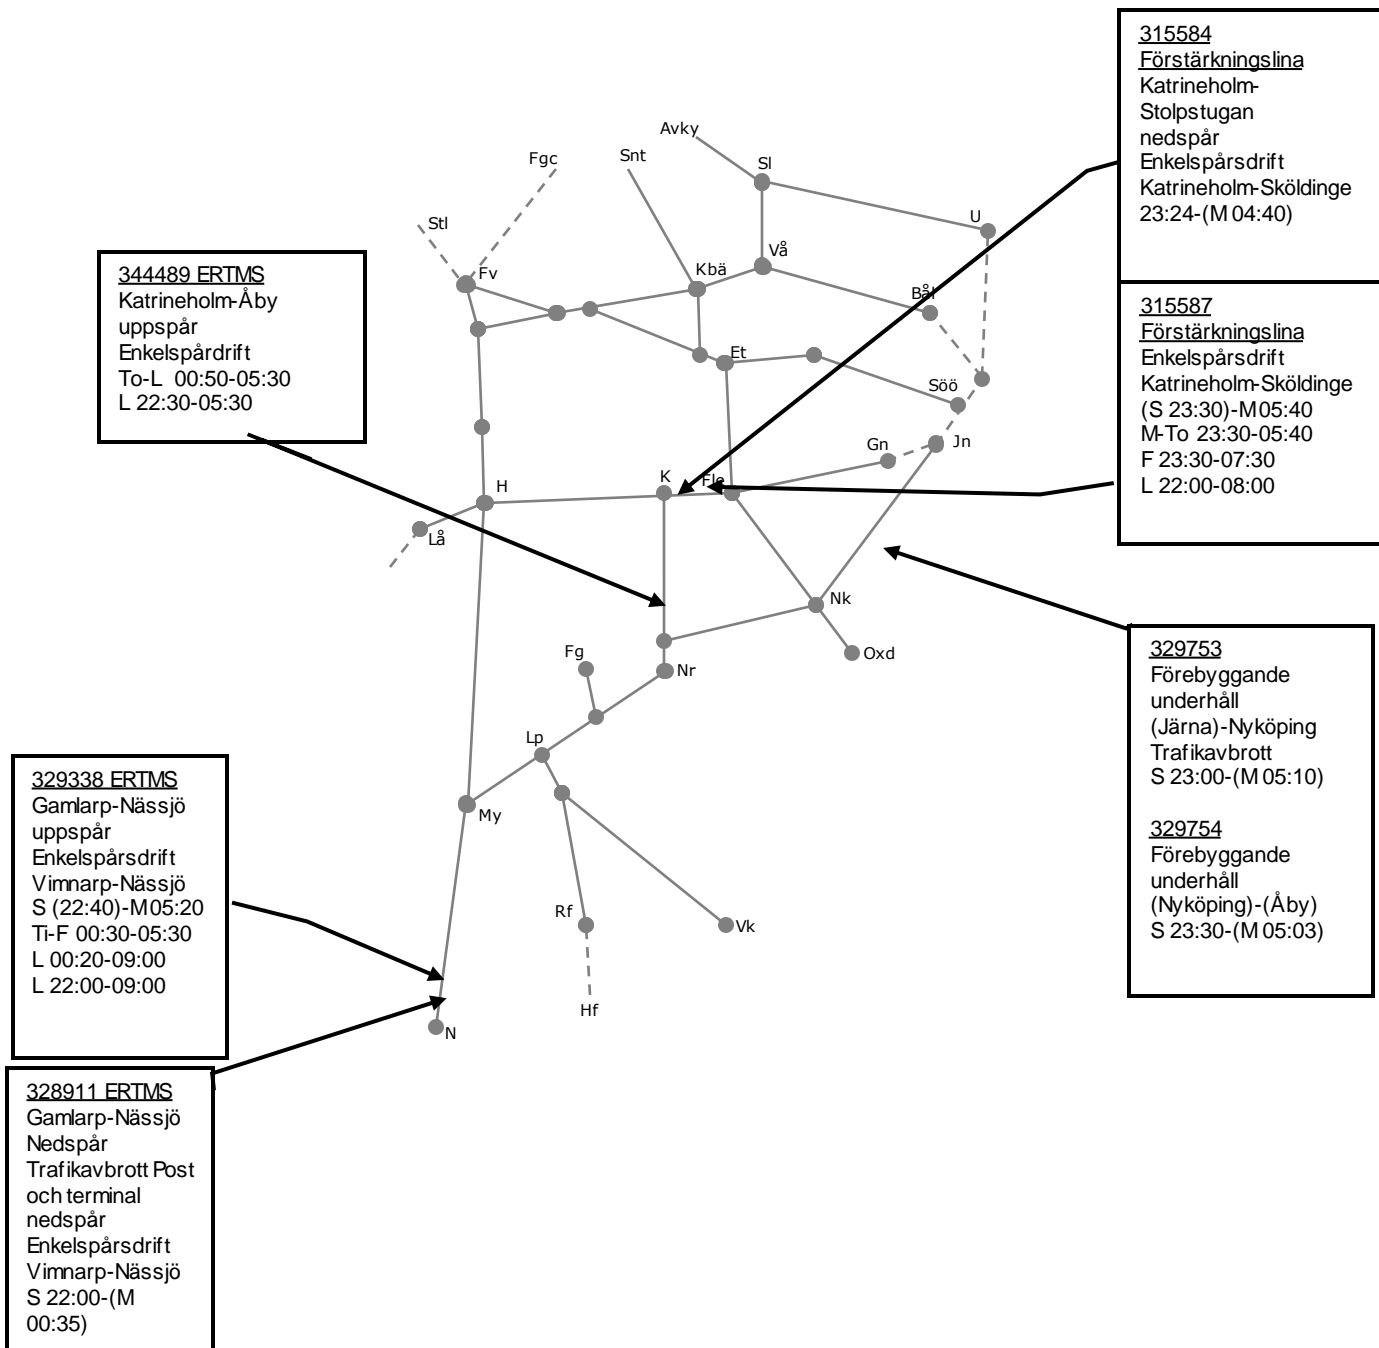 315584
Förstärkningslina
Katrineholm-
Stolpstugan
nedspår
Enkelspårsdrift
Katrineholm-Sköldinge
23:24-(M 04:40)
315587
Förstärkningslina
Enkelspårsdrift
Katrineholm-Sköldinge
(S 23:30)-M 05:40
M-To 23:30-05:40
F 23:30-07:30
L 22:00-08:00
344489 ERTMS
Katrineholm-Åby
uppspår
Enkelspårdrift
To-L 00:50-05:30
L 22:30-05:30
Avky
Snt
Fgc
Sl
Stl
U
Vå
Kbä
Fv
Bål
Et
Söö
Gn
Jn
K
Fle
H
Lå
Nk
Oxd
Fg
Nr
Lp
My
Rf
Vk
Hf
N
329753
Förebyggande
underhåll
(Järna)-Nyköping
Trafikavbrott
S 23:00-(M 05:10)
329754
Förebyggande
underhåll
(Nyköping)-(Åby)
S 23:30-(M 05:03)
329338 ERTMS
Gamlarp-Nässjö
uppspår
Enkelspårsdrift
Vimnarp-Nässjö
S (22:40)-M 05:20
Ti-F 00:30-05:30
L 00:20-09:00
L 22:00-09:00
328911 ERTMS
Gamlarp-Nässjö
Nedspår
Trafikavbrott Post
och terminal
nedspår
Enkelspårsdrift
Vimnarp-Nässjö
S 22:00-(M
00:35)